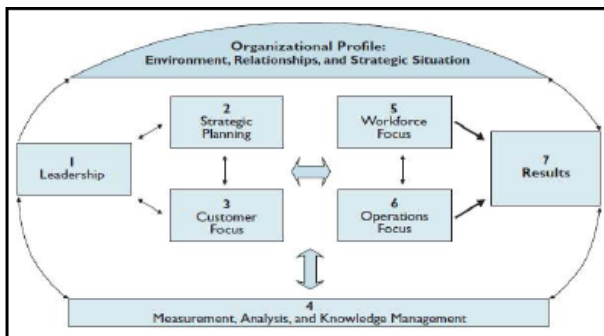 Organizational Profile:
Environment, Relationships, and Strategic Situation
2
Strategic
Planning
5
Workforce
Focus
1
Leadership
7
Results
3
Customer
Focus
6
Operations
Focus
4
Measurement, Analysis, and Knowledge Management